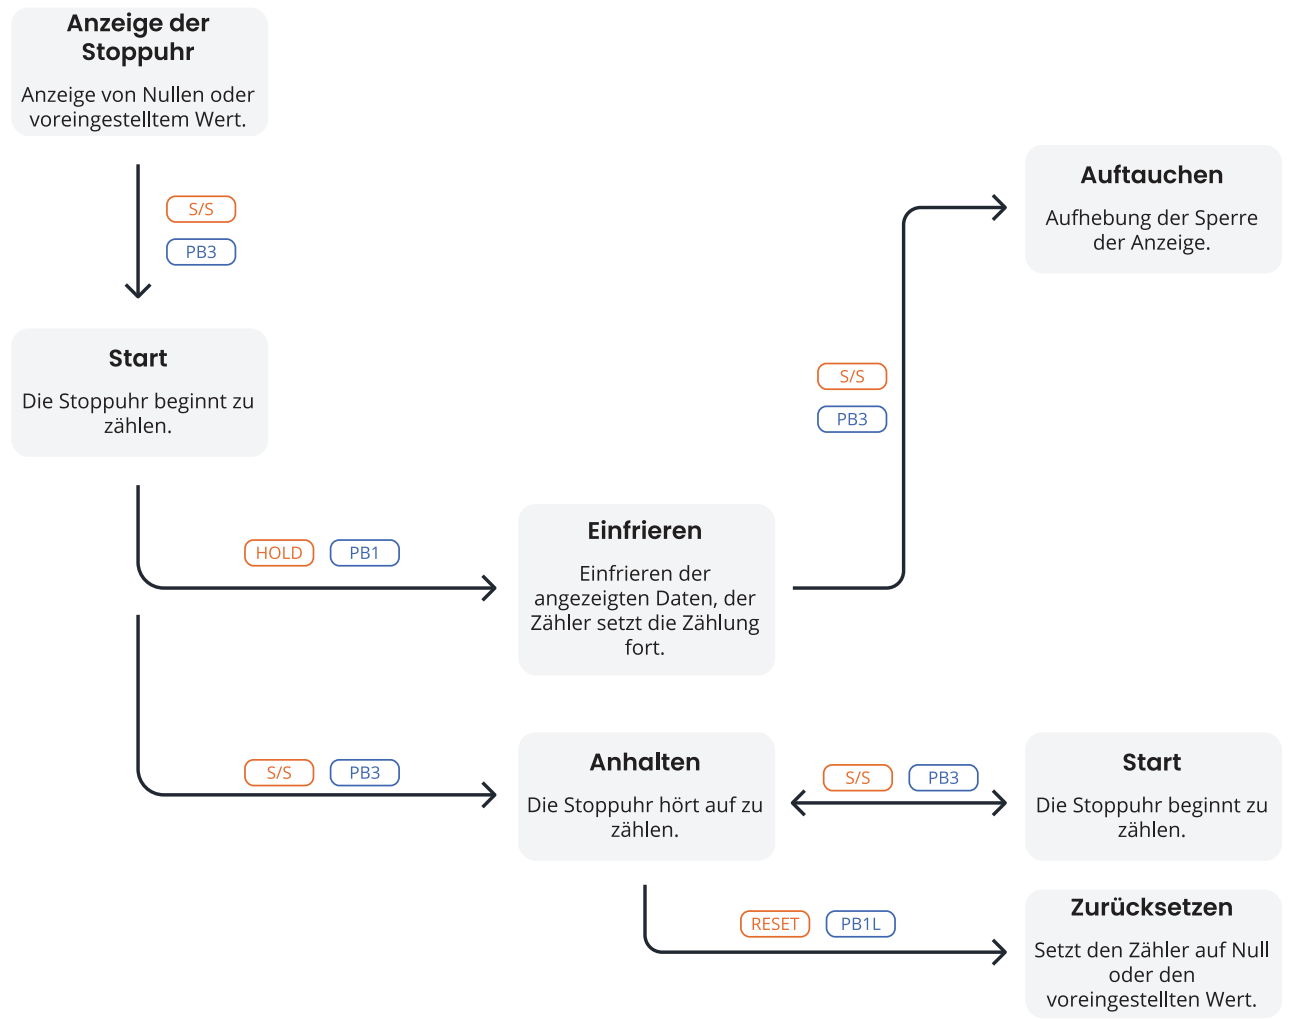 Anzeige der
Stoppuhr
Anzeige von Nullen oder
voreingestelltem Wert.
S/S
PB3
Start
Die Stoppuhr beginnt zu
zählen.
HOLD PB1
Einfrieren
Einfrieren der
angezeigten Daten, der
Zähler setzt die Zählung
fort.
S/S
PB3
Auftauchen
Aufhebung der Sperre
der Anzeige.
S/S PB3
Anhalten
Die Stoppuhr hört auf zu
zählen.
S/S PB3
Start
Die Stoppuhr beginnt zu
zählen.
RESET PB1L
Zurücksetzen
Setzt den Zähler auf Null
oder den
voreingestellten Wert.